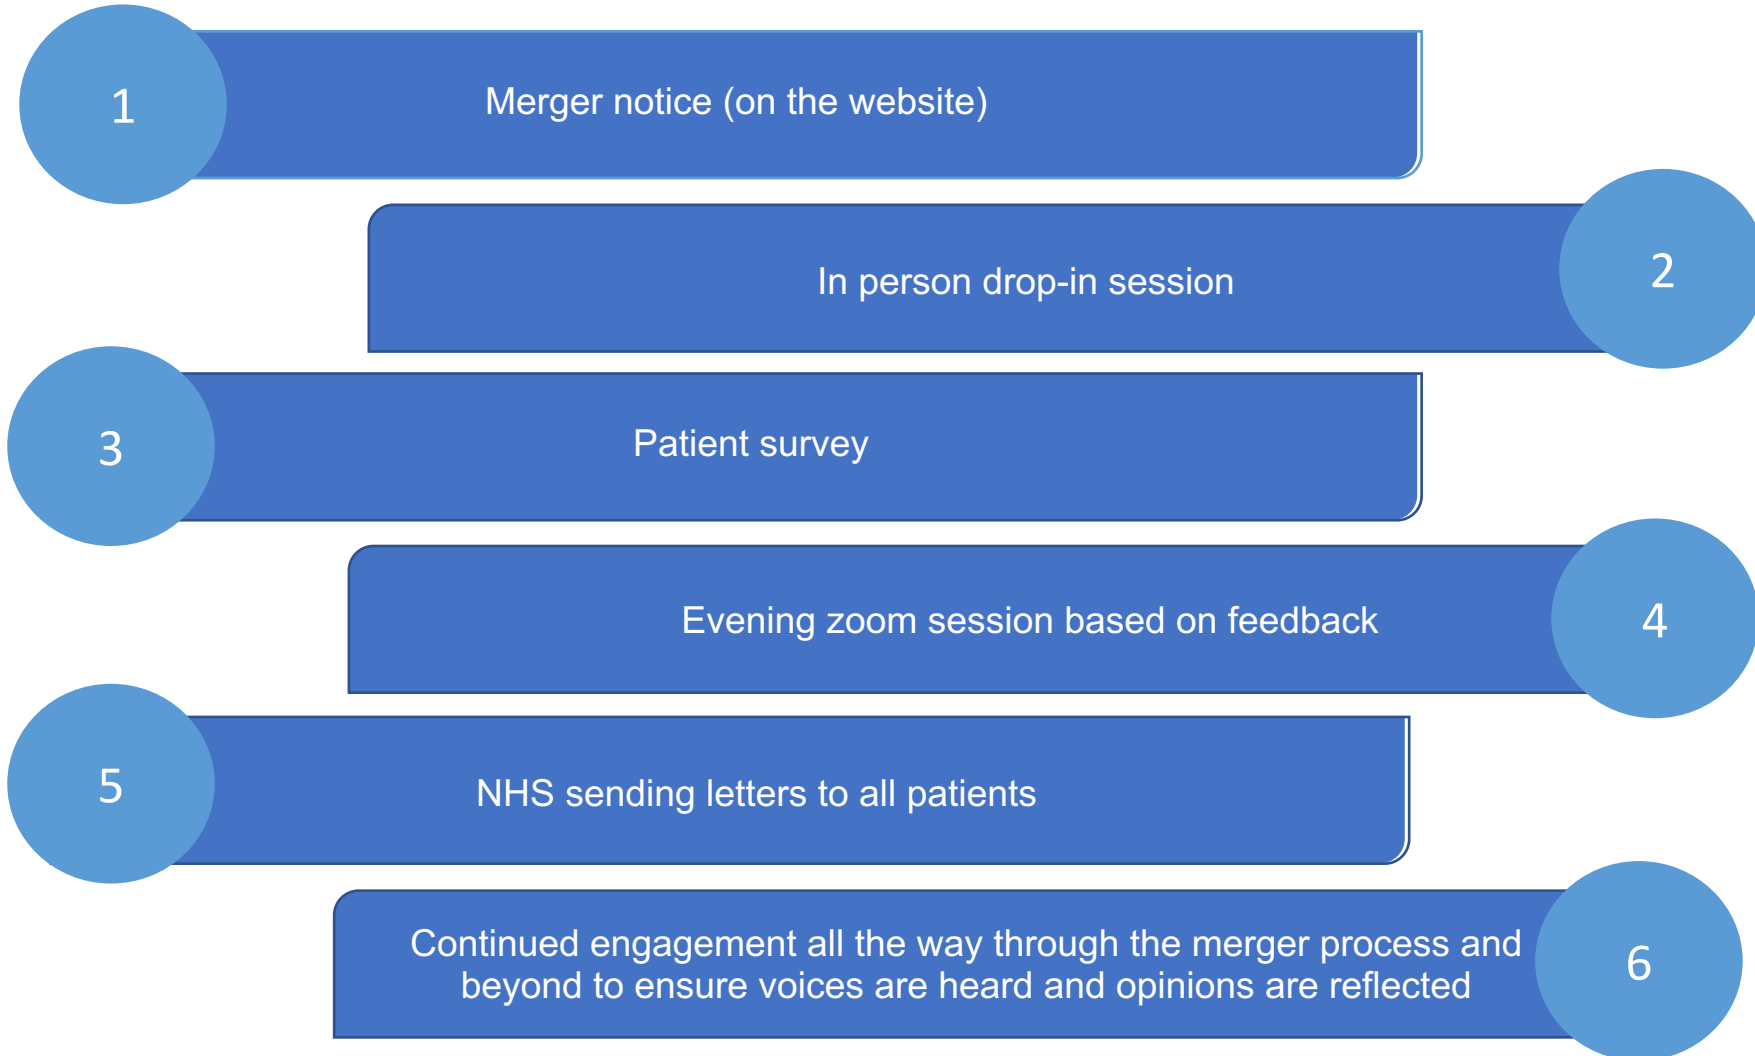 1
Merger notice (on the website)
In person drop-in session
2
3
Patient survey
Evening zoom session based on feedback
4
5
NHS sending letters to all patients
Continued engagement all the way through the merger process and
beyond to ensure voices are heard and opinions are reflected
6